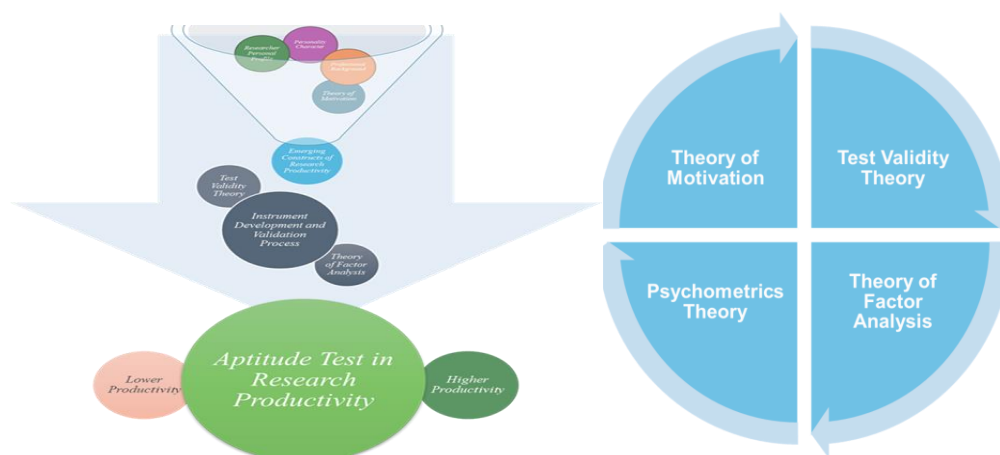 Researcher
Personal
Profile
Personality
Character
Professional
Background
Theory of
Motivation
Emerging
Constructs of
Research
Productivity
Test
Validity
Theory
Instrument
Development and
Validation
Process
Theory
of Factor
Analysis
Aptitude Test in
Research
Productivity
Lower
Productivity
Higher
Productivity
Theory of
Motivation
Test Validity
Theory
Psychometrics
Theory
Theory of
Factor
Analysis